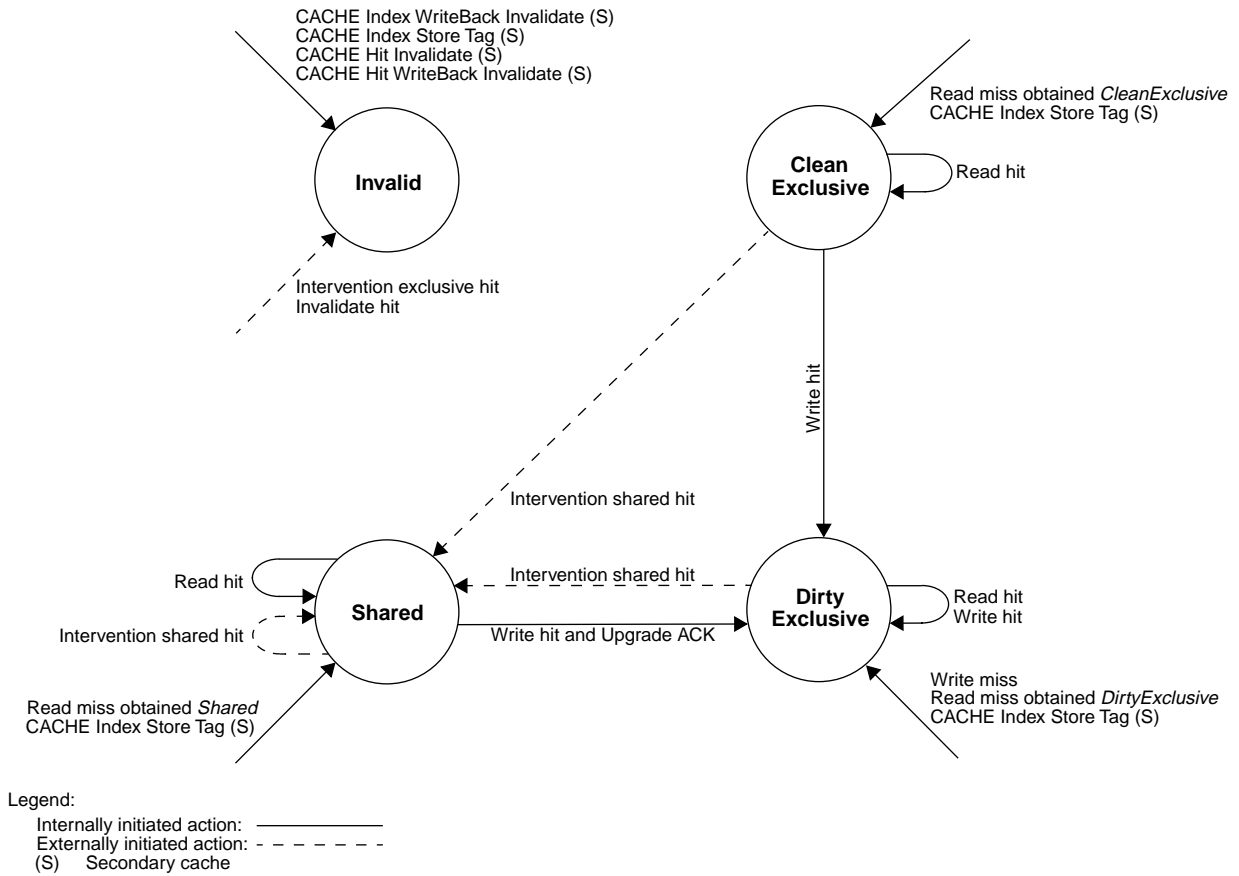 CACHE Index WriteBack Invalidate (S)
CACHE Index Store Tag (S)
CACHE Hit Invalidate (S)
CACHE Hit WriteBack Invalidate (S)
Read miss obtained CleanExclusive
CACHE Index Store Tag (S)
Invalid
Clean
Exclusive
Read hit
Intervention exclusive hit
Invalidate hit
Write hit
Intervention shared hit
Read hit
Intervention shared hit
Shared
Intervention shared hit
Write hit and Upgrade ACK
Dirty
Exclusive
Read hit
Write hit
Read miss obtained Shared
CACHE Index Store Tag (S)
Write miss
Read miss obtained DirtyExclusive
CACHE Index Store Tag (S)
Legend:
Internally initiated action:
Externally initiated action:
(S) Secondary cache